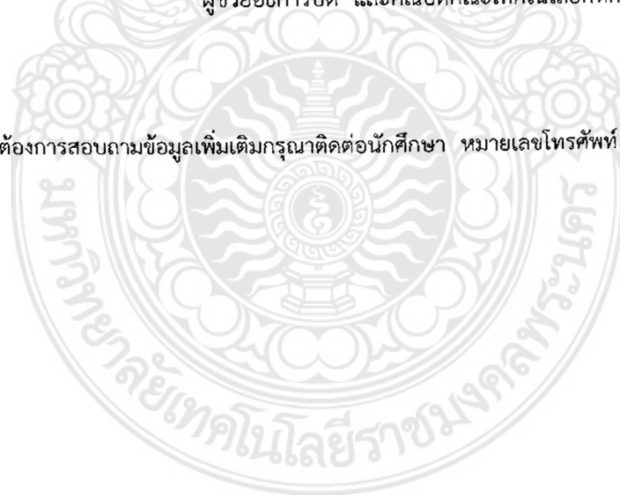 ต้องการสอบถามข้อมูลเพิ่มเติมกรุณาติดต่อนักศึกษา หมายเลขโทรศัพท์
มหาวิทยาลัยเทคโนโลยีราชมงคลพระนคร